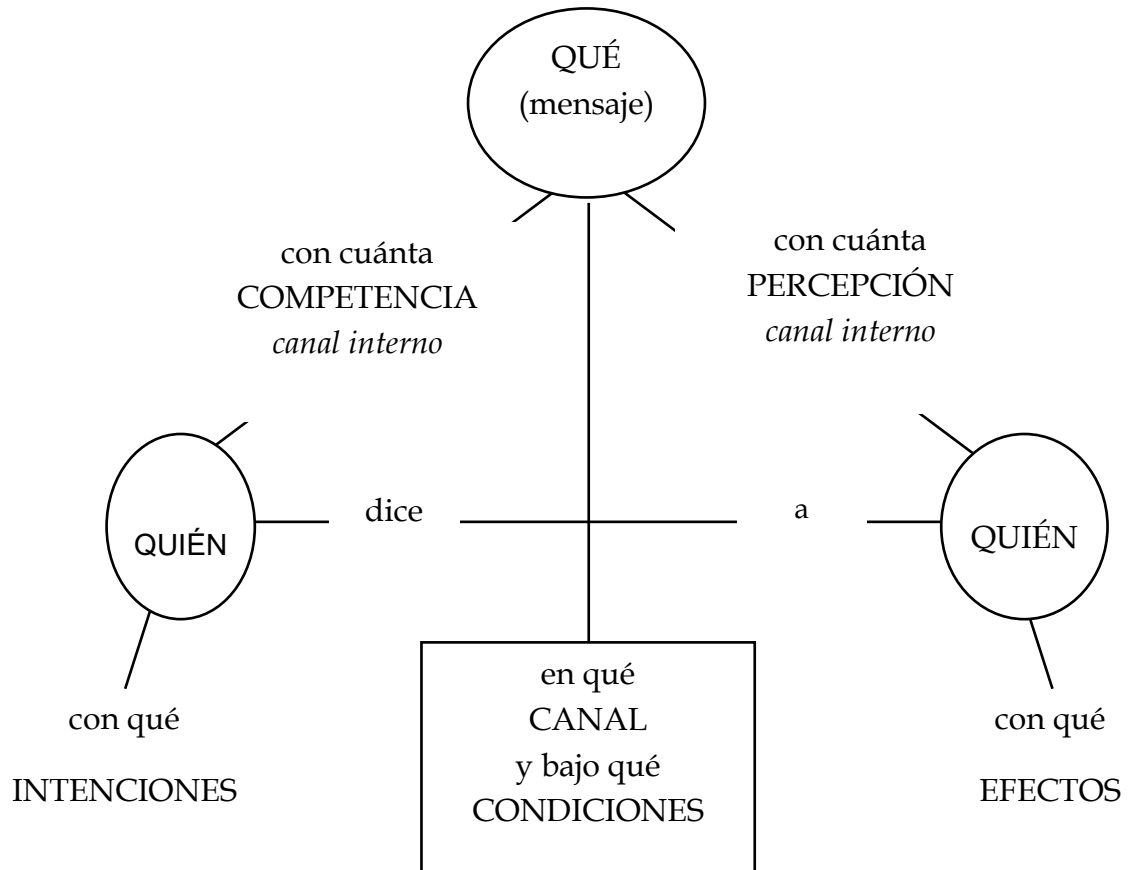 QUÉ
(mensaje)
con cuánta
COMPETENCIA
canal interno
con cuánta
PERCEPCIÓN
canal interno
QUIÉN
dice
a
QUIÉN
con qué
INTENCIONES
en qué
CANAL
y bajo qué
CONDICIONES
con qué
EFECTOS